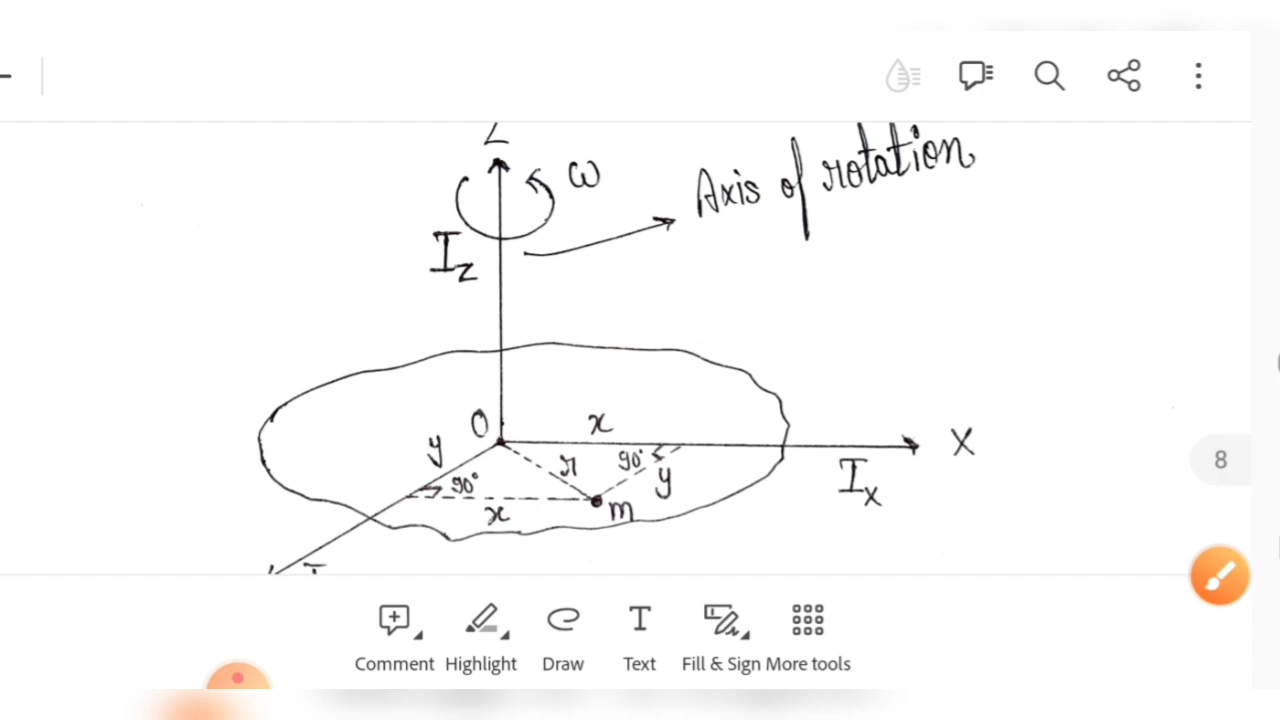 Z
ω
Axis of rotation
I_z
O
x
X
y
90°
r
90°
y
I_x
x
m
8
Comment
Highlight
Draw
Text
Fill & Sign
More tools